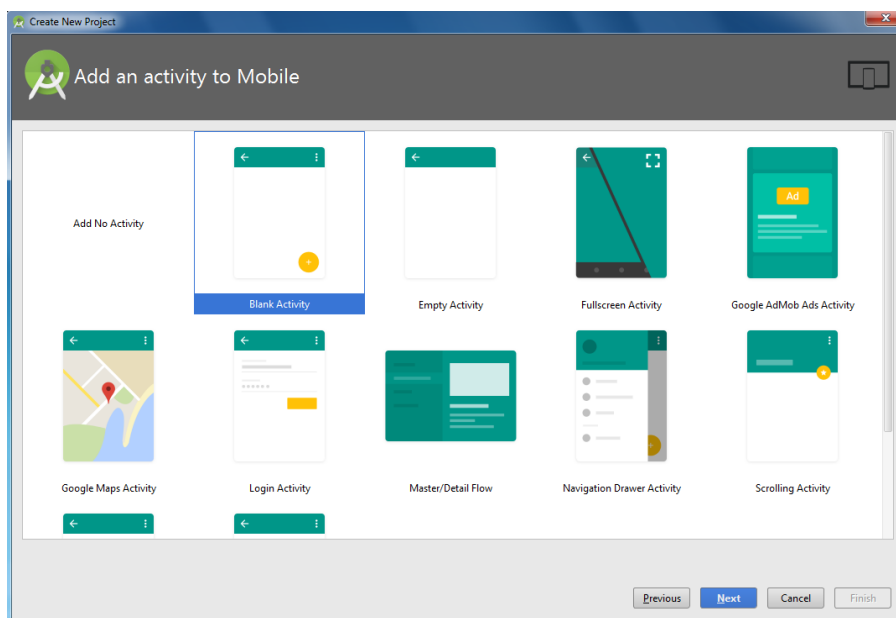 Create New Project
Add an activity to Mobile
Add No Activity
Blank Activity
Empty Activity
Ad
Fullscreen Activity
Google AdMob Ads Activity
Google Maps Activity
Login Activity
Master/Detail Flow
Navigation Drawer Activity
Scrolling Activity
Previous
Next
Cancel
Finish